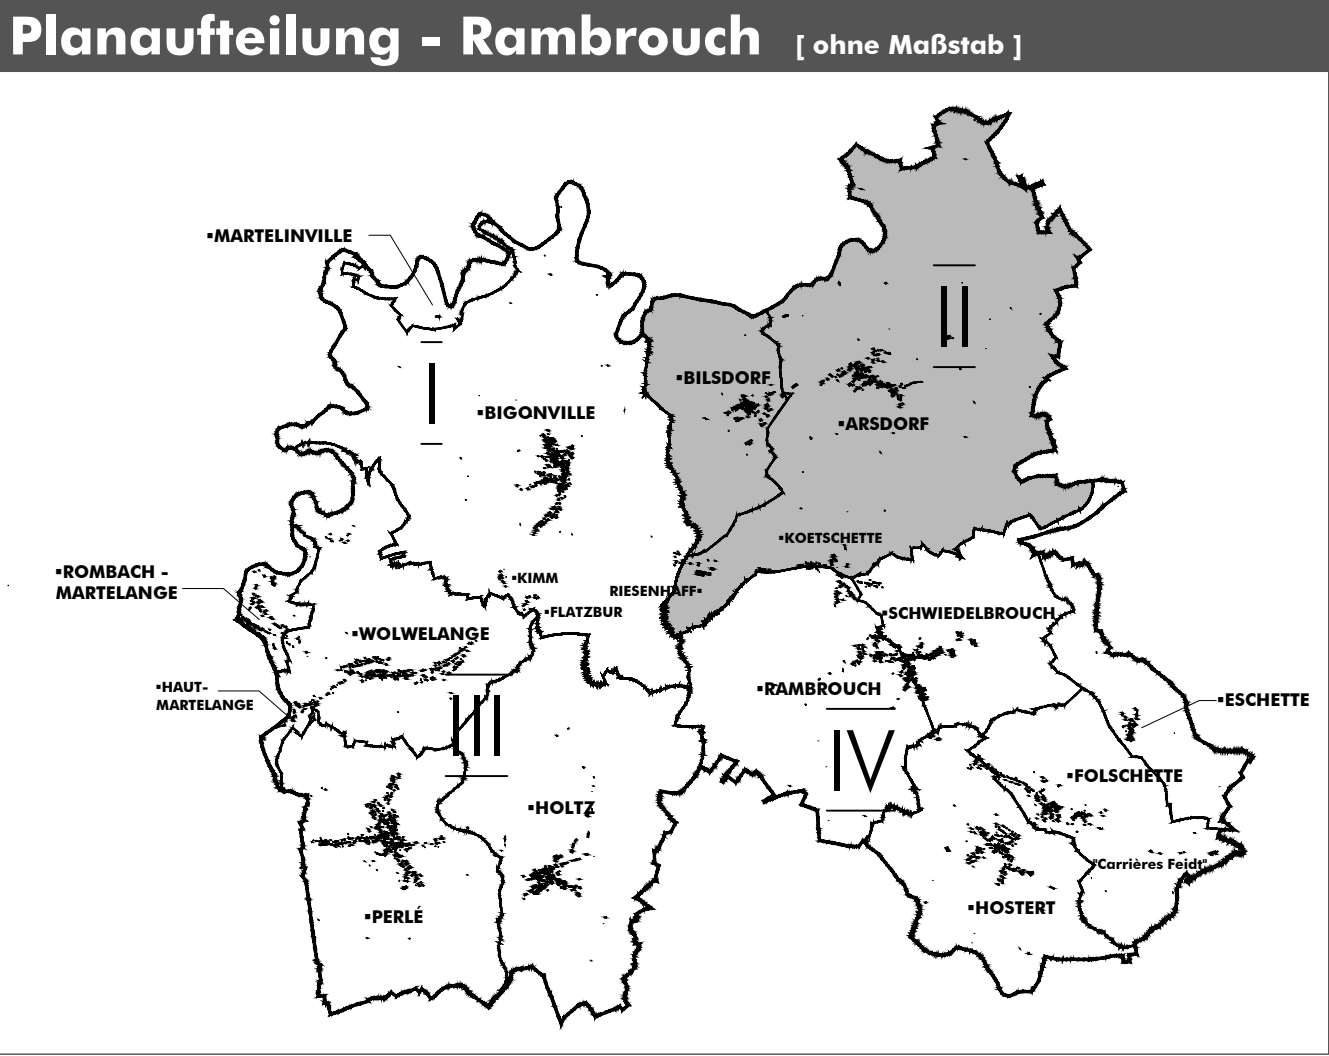 Planaufteilung - Rambrouch [ ohne Maßstab ]
▪MARTELINVILLE
II
▪BILSDORF
I
▪BIGONVILLE
▪ARSDORF
▪KOETSCHETTE
▪ROMBACH -
MARTELANGE
▪KIMM
RIESENHAFF▪
▪FLATZBUR
▪SCHWIEDELBROUCH
▪WOLWELANGE
▪HAUT-
MARTELANGE
▪RAMBROUCH
▪ESCHETTE
III
IV
▪FOLSCHETTE
▪HOLTZ
"Carrières Feidt"
▪PERLÉ
▪HOSTERT